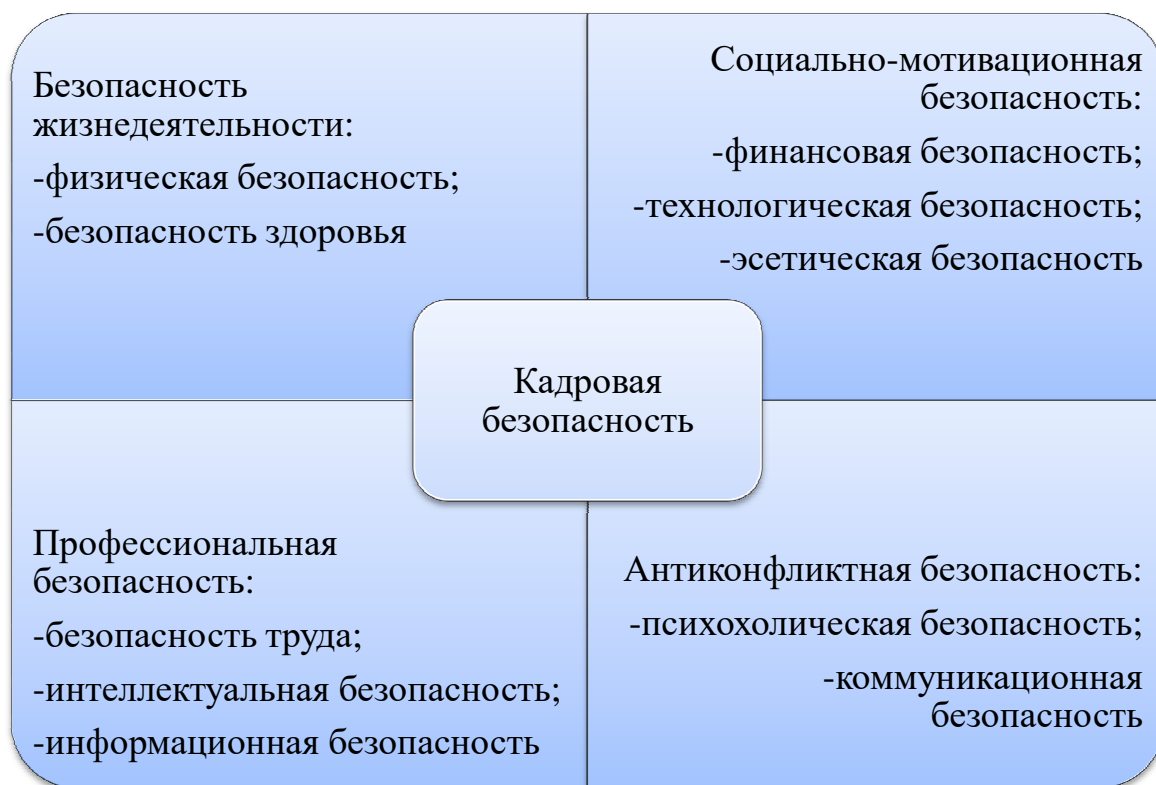 Безопасность
жизнедеятельности:
-физическая безопасность;
-безопасность здоровья
Социально-мотивационная
безопасность:
-финансовая безопасность;
-технологическая безопасность;
-эсетическая безопасность
Кадровая
безопасность
Профессиональная
безопасность:
-безопасность труда;
-интеллектуальная безопасность;
-информационная безопасность
Антиконфликтная безопасность:
-психохолическая безопасность;
-коммуникационная
безопасность